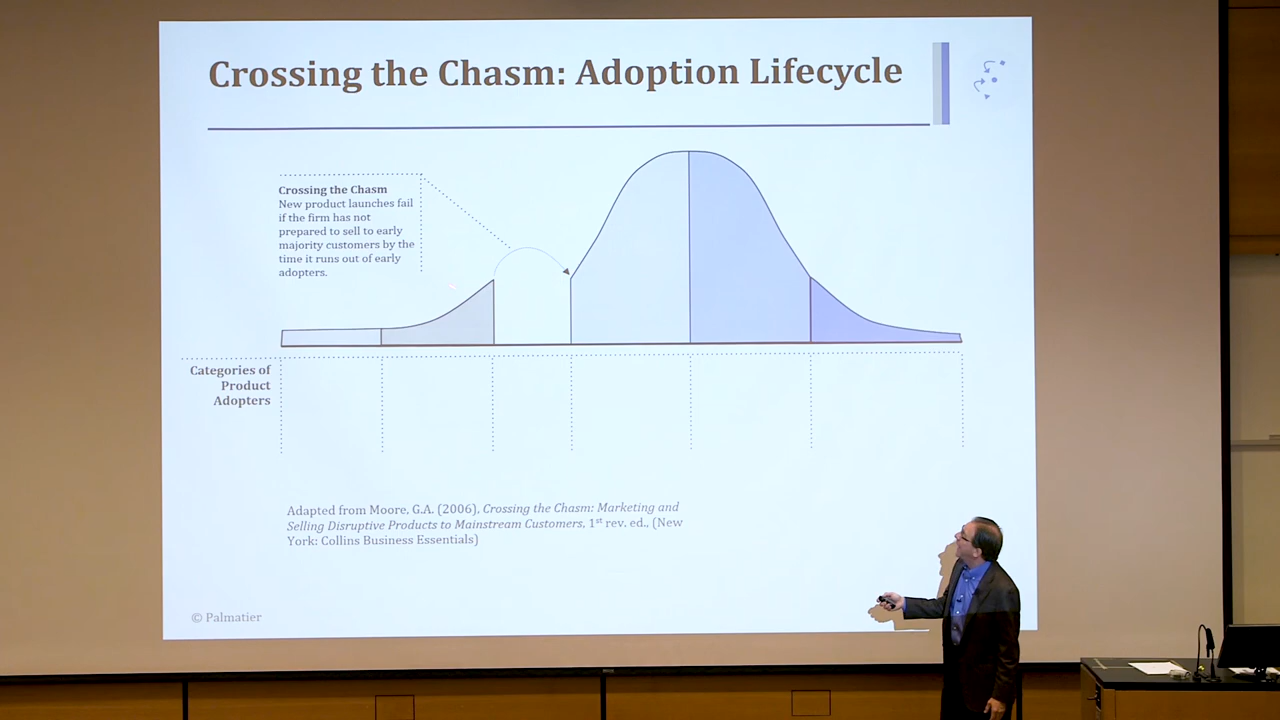 Crossing the Chasm: Adoption Lifecycle
Crossing the Chasm
New product launches fail
if the firm has not
prepared to sell to early
majority customers by the
time it runs out of early
adopters.
Categories of
Product
Adopters
Adapted from Moore, G.A. (2006), Crossing the Chasm: Marketing and
Selling Disruptive Products to Mainstream Customers, 1st rev. ed., (New
York: Collins Business Essentials)
© Palmatier